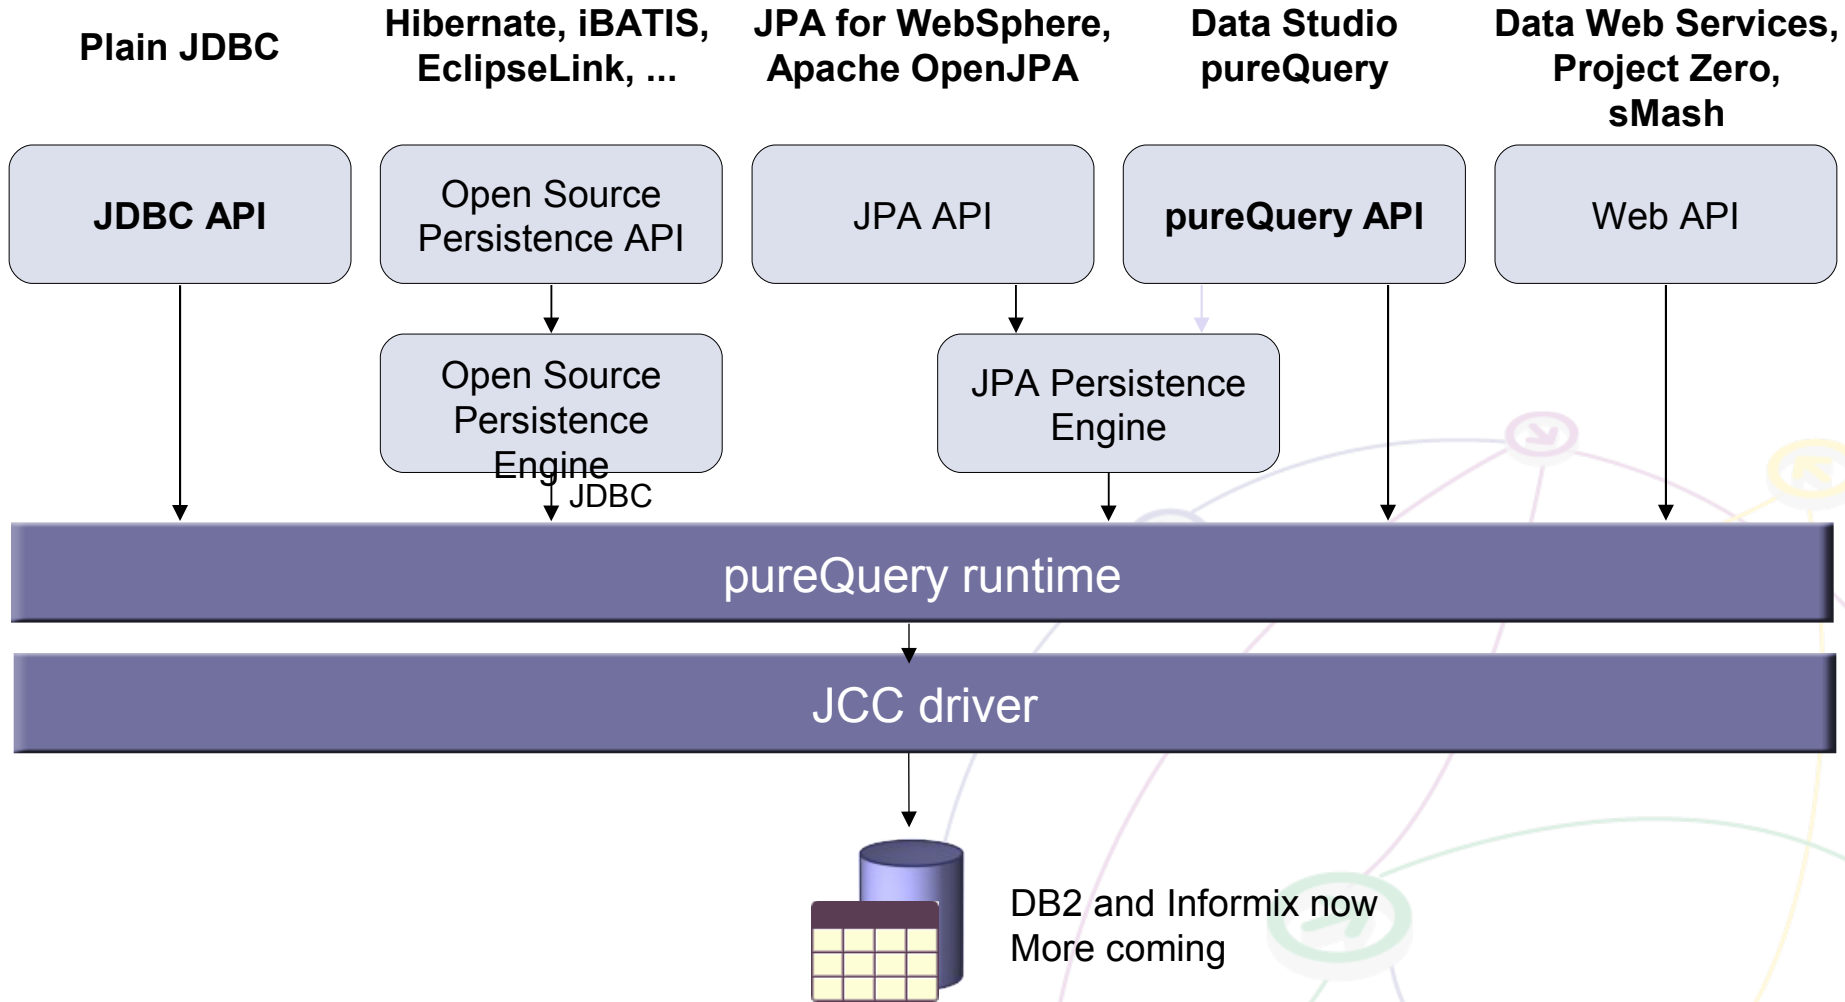 Plain JDBC
Hibernate, iBATIS,
EclipseLink, ...
JPA for WebSphere,
Apache OpenJPA
Data Studio
pureQuery
Data Web Services,
Project Zero,
sMash
JDBC API
Open Source
Persistence API
JPA API
pureQuery API
Web API
Open Source
Persistence
Engine
JPA Persistence
Engine
JDBC
pureQuery runtime
JCC driver
DB2 and Informix now
More coming